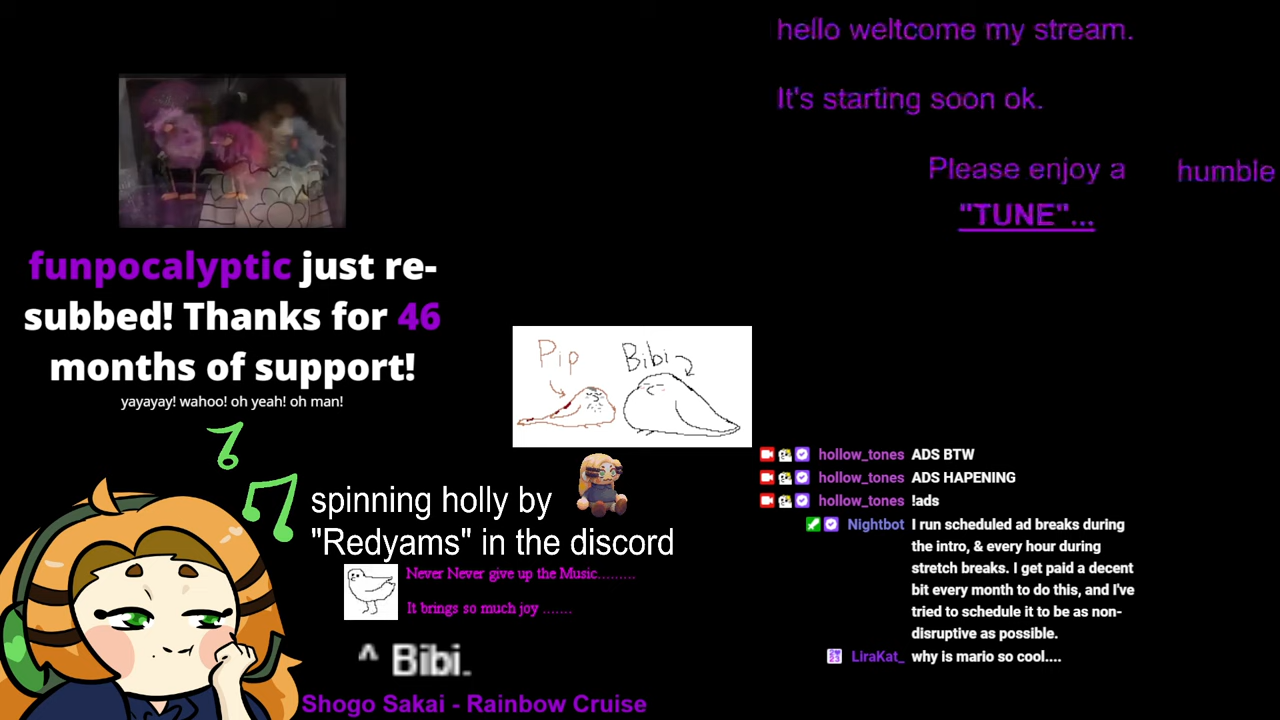 hello weltcome my stream.
It's starting soon ok.
Please enjoy a humble
"TUNE"...
funpocalyptic just re-
subbed! Thanks for 46
months of support!
yayayay! wahoo! oh yeah! oh man!
Pip
Bibi
spinning holly by
"Redyams" in the discord
Never Never give up the Music.........
It brings so much joy .......
^ Bibi.
Shogo Sakai - Rainbow Cruise
hollow_tones ADS BTW
hollow_tones ADS HAPENING
hollow_tones !ads
Nightbot I run scheduled ad breaks during
the intro, & every hour during
stretch breaks. I get paid a decent
bit every month to do this, and I've
tried to schedule it to be as non-
disruptive as possible.
LiraKat_ why is mario so cool....